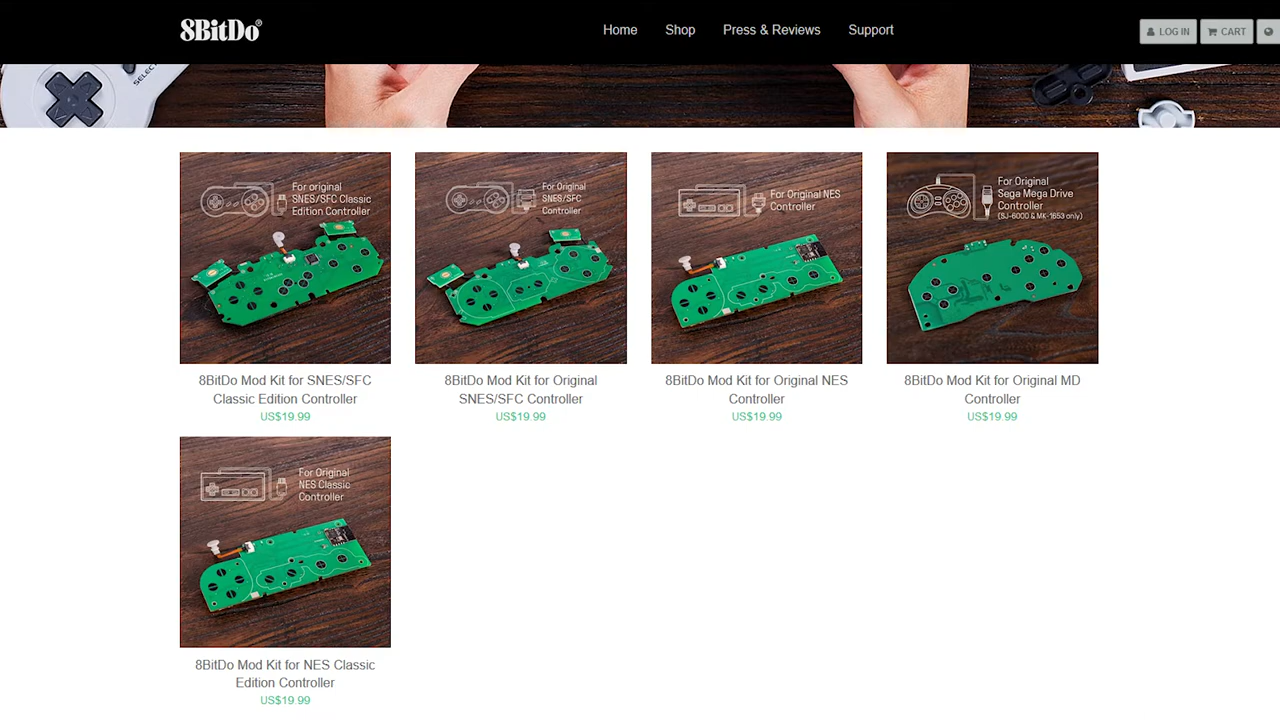 8BitDo®
Home
Shop
Press & Reviews
Support
LOG IN
CART
SELECT
For original
SNES/SFC Classic
Edition Controller
For Original
SNES/SFC
Controller
For Original NES
Controller
For Original
Sega Mega Drive
Controller
(SJ-6000 & MK-1653 only)
8BitDo Mod Kit for SNES/SFC
Classic Edition Controller
US$19.99
8BitDo Mod Kit for Original
SNES/SFC Controller
US$19.99
8BitDo Mod Kit for Original NES
Controller
US$19.99
8BitDo Mod Kit for Original MD
Controller
US$19.99
For Original
NES Classic
Controller
8BitDo Mod Kit for NES Classic
Edition Controller
US$19.99